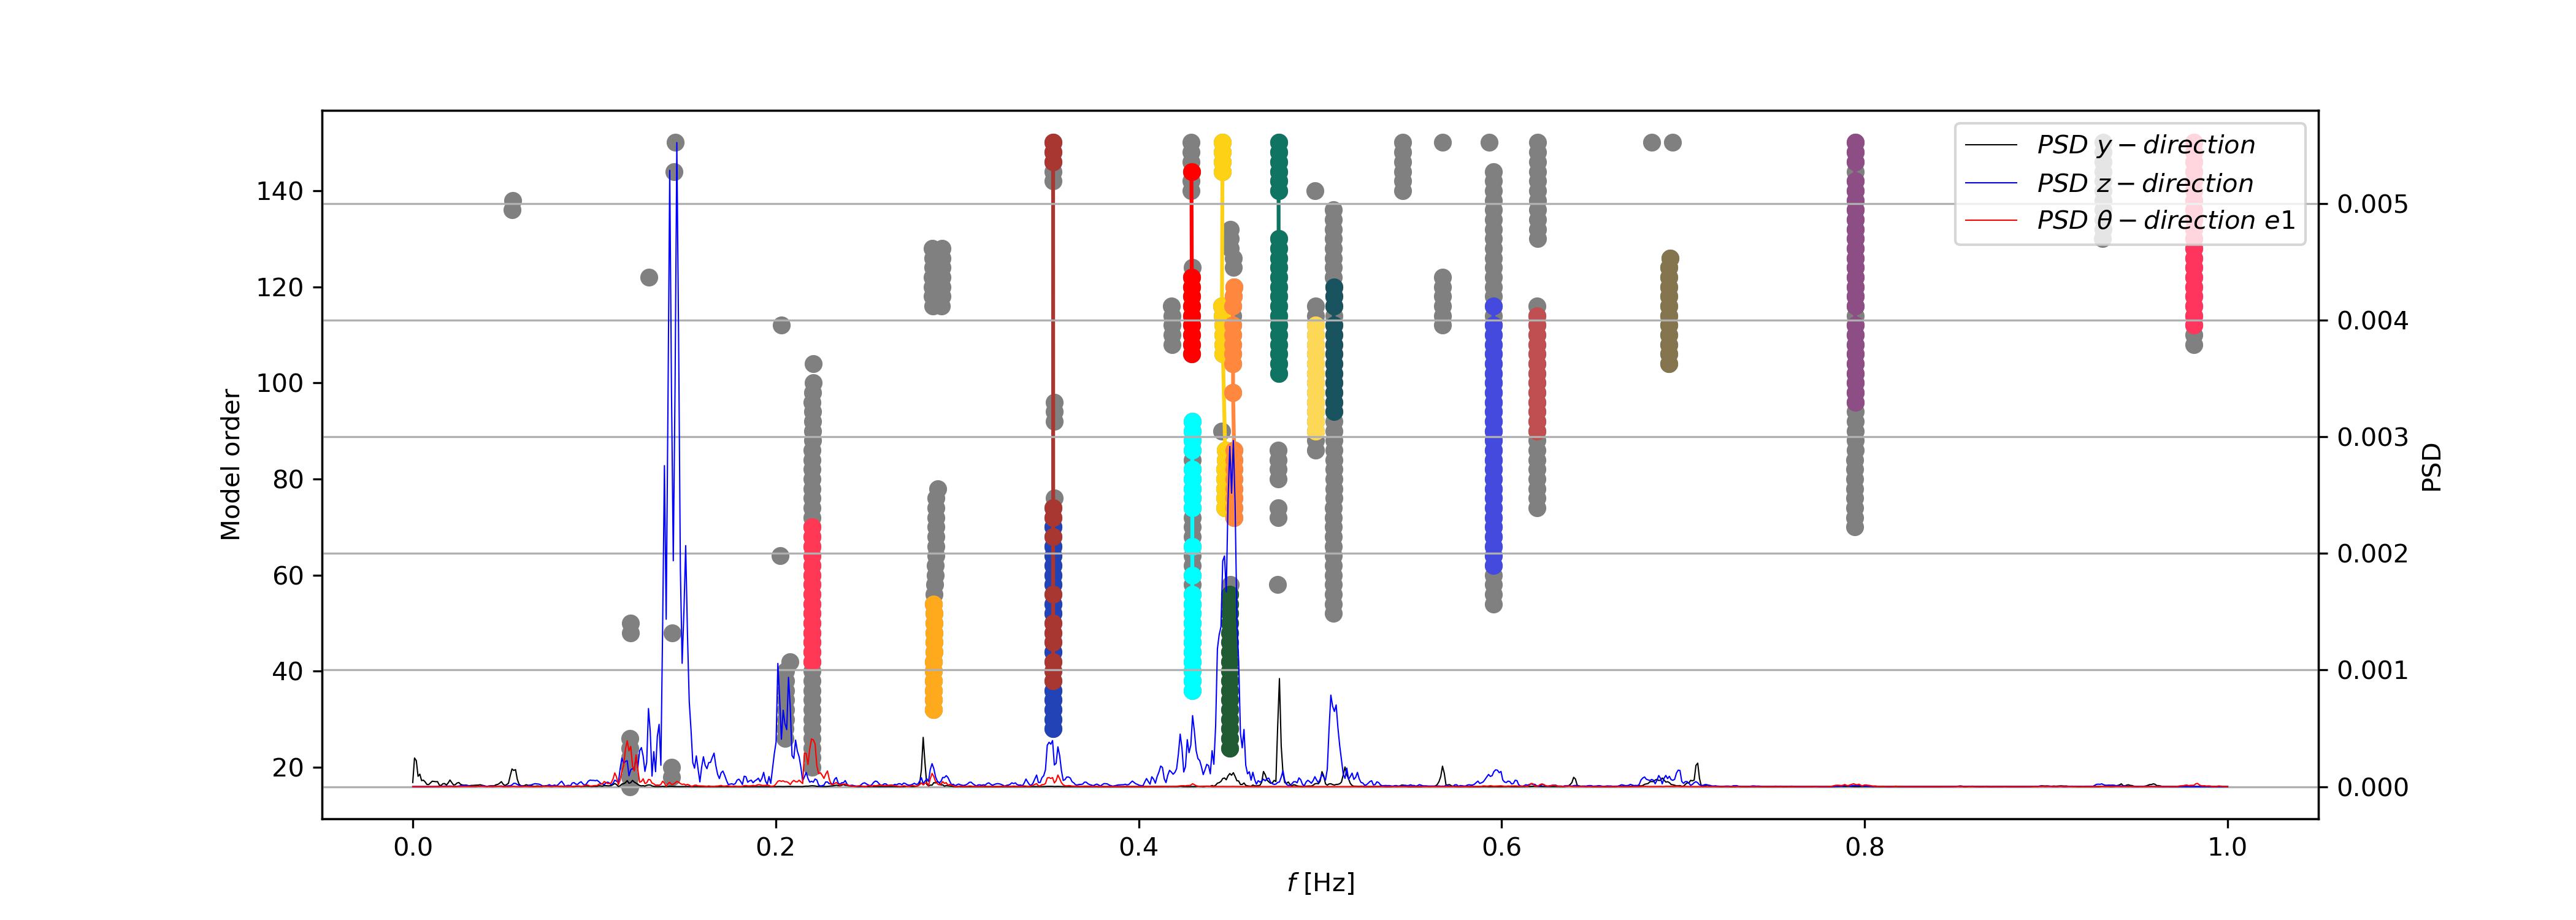 PSD y − direction
PSD z − direction
PSD θ − direction e1
140
120
100
80
60
40
20
Model order
0.005
0.004
0.003
0.002
0.001
0.000
PSD
0.0 0.2 0.4 0.6 0.8 1.0
f [Hz]